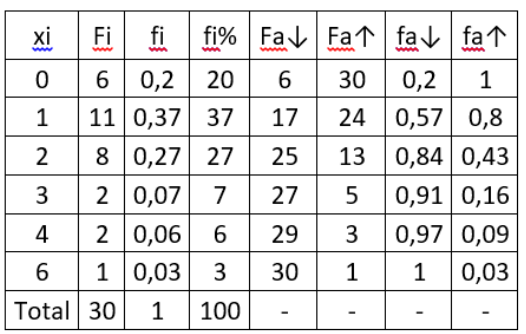 xi Fi fi fi% Fa↓ Fa↑ fa↓ fa↑
0 6 0,2 20 6 30 0,2 1
1 11 0,37 37 17 24 0,57 0,8
2 8 0,27 27 25 13 0,84 0,43
3 2 0,07 7 27 5 0,91 0,16
4 2 0,06 6 29 3 0,97 0,09
6 1 0,03 3 30 1 1 0,03
Total 30 1 100 - - - -